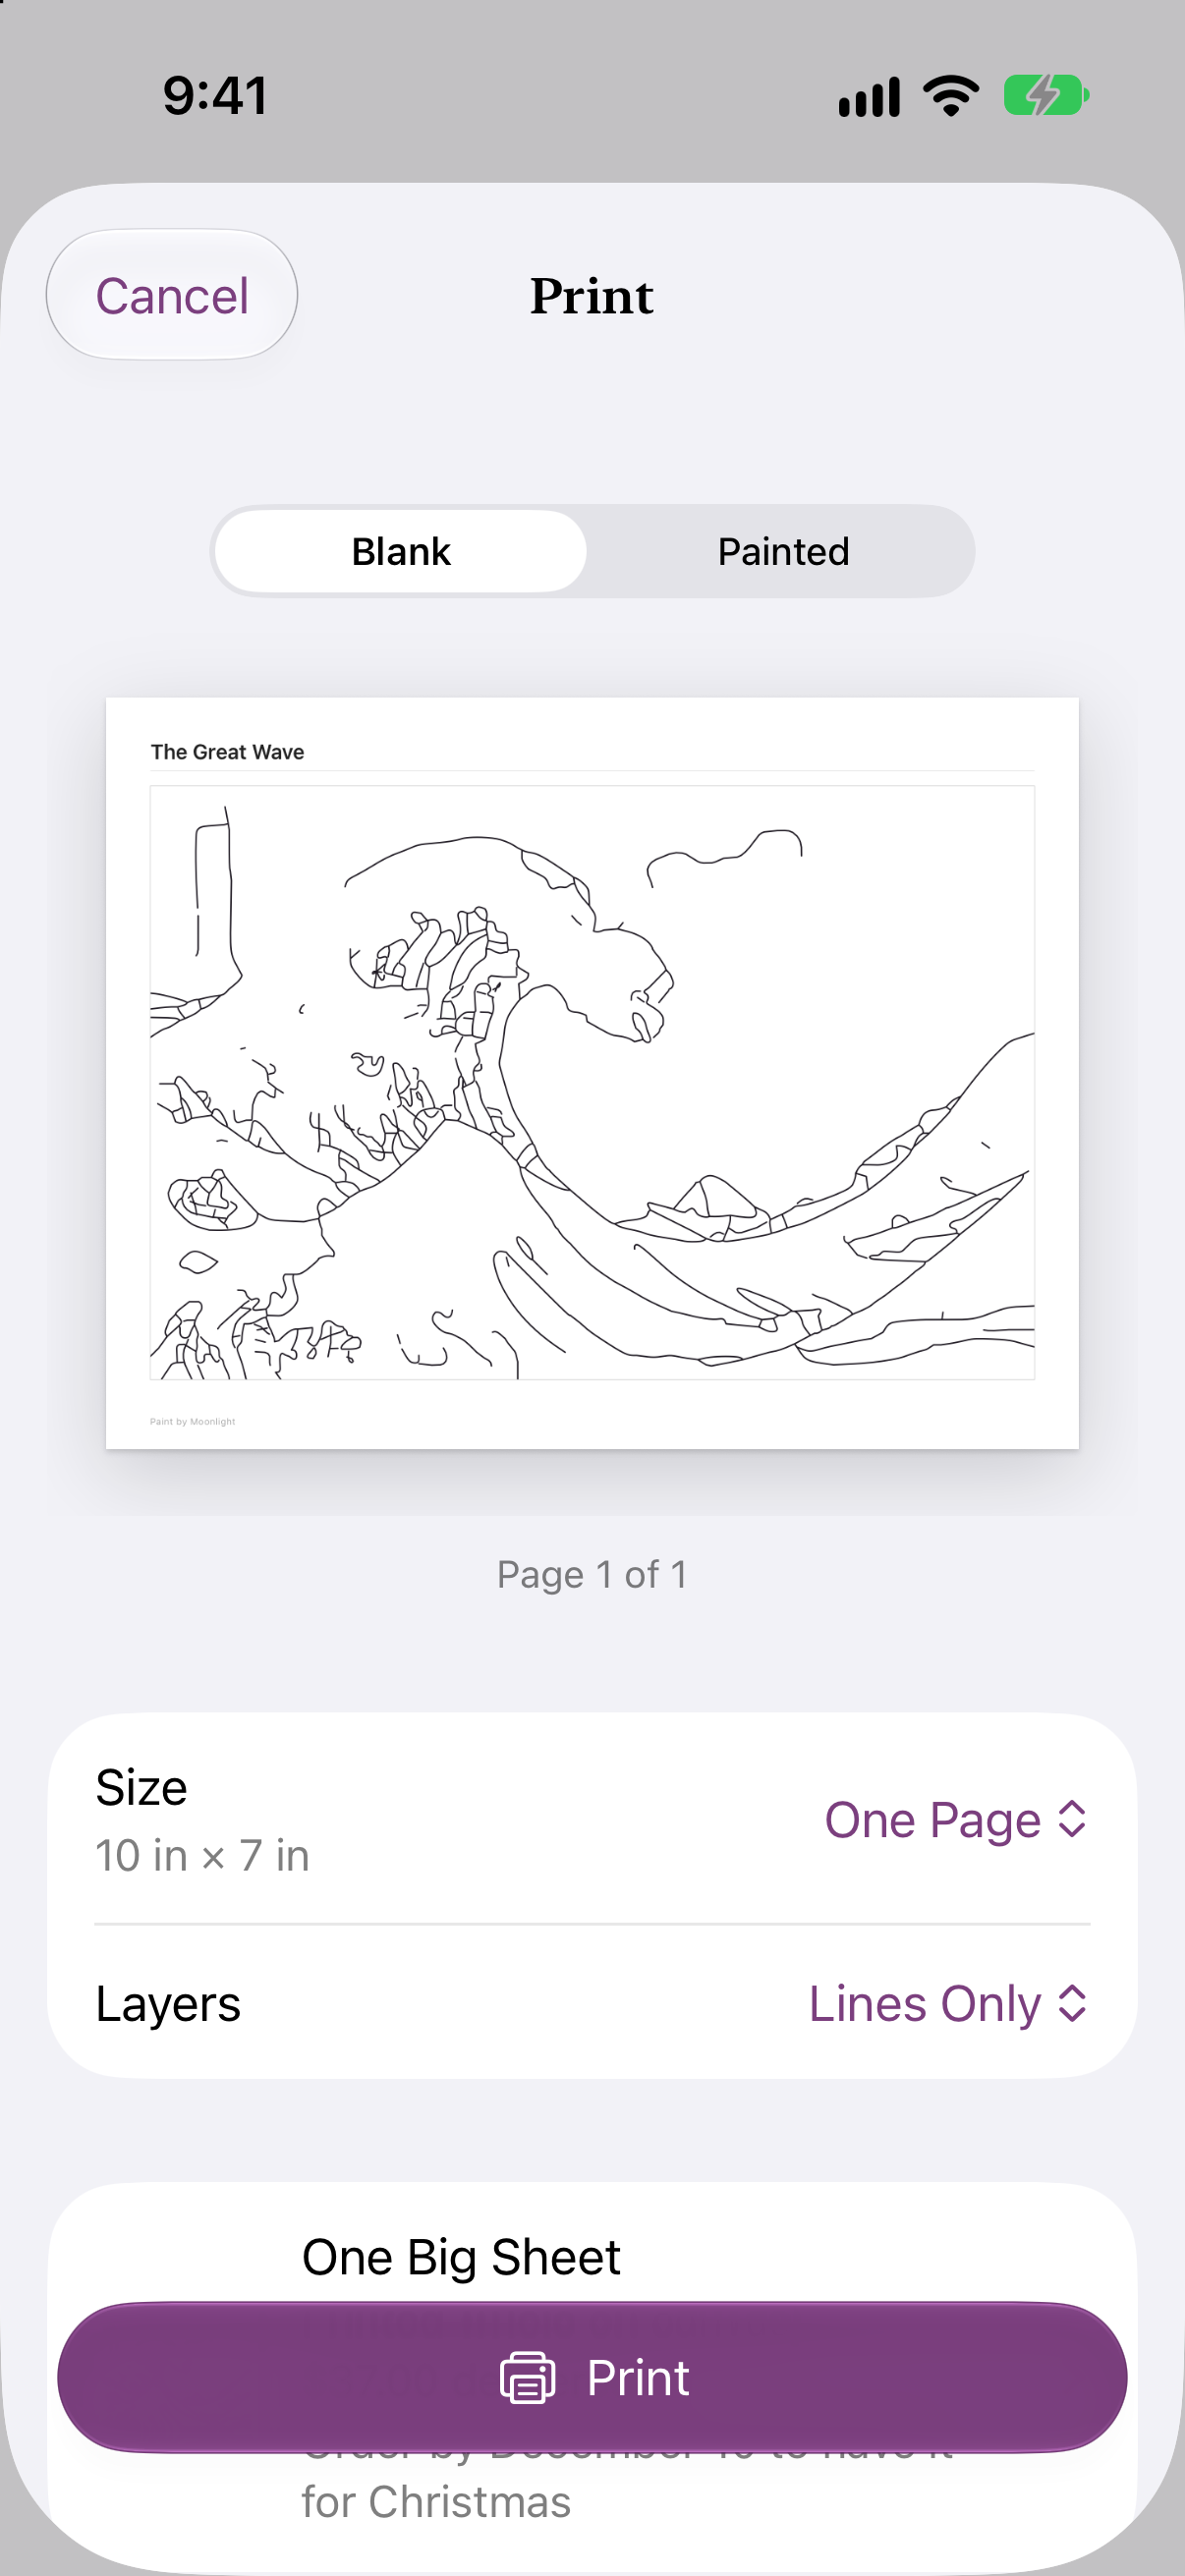 9:41
Cancel
Print
Blank
Painted
The Great Wave
Paint by Moonlight
Page 1 of 1
Size
10 in × 7 in
One Page
Layers
Lines Only
One Big Sheet
Print
for Christmas